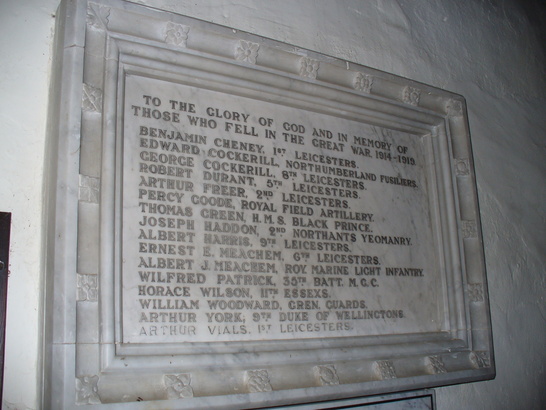 TO THE GLORY OF GOD AND IN MEMORY OF
THOSE WHO FELL IN THE GREAT WAR. 1914-1919.
BENJAMIN CHENEY, 1ST LEICESTERS.
EDWARD COCKERILL, NORTHUMBERLAND FUSILIERS.
GEORGE COCKERILL, 8TH LEICESTERS.
ROBERT DURANT, 5TH LEICESTERS.
ARTHUR FREER, 2ND LEICESTERS.
PERCY GOODE, ROYAL FIELD ARTILLERY.
THOMAS GREEN, H.M.S. BLACK PRINCE.
JOSEPH HADDON, 2ND NORTHANTS YEOMANRY.
ALBERT HARRIS, 9TH LEICESTERS.
ERNEST E. MEACHEM, 6TH LEICESTERS.
ALBERT J. MEACHEM, ROY. MARINE LIGHT INFANTRY.
WILFRED PATRICK, 35TH BATT. M.G.C.
HORACE WILSON, 11TH ESSEXS.
WILLIAM WOODWARD, GREN. GUARDS.
ARTHUR YORK, 9TH DUKE OF WELLINGTONS.
ARTHUR VIALS, 1ST LEICESTERS.